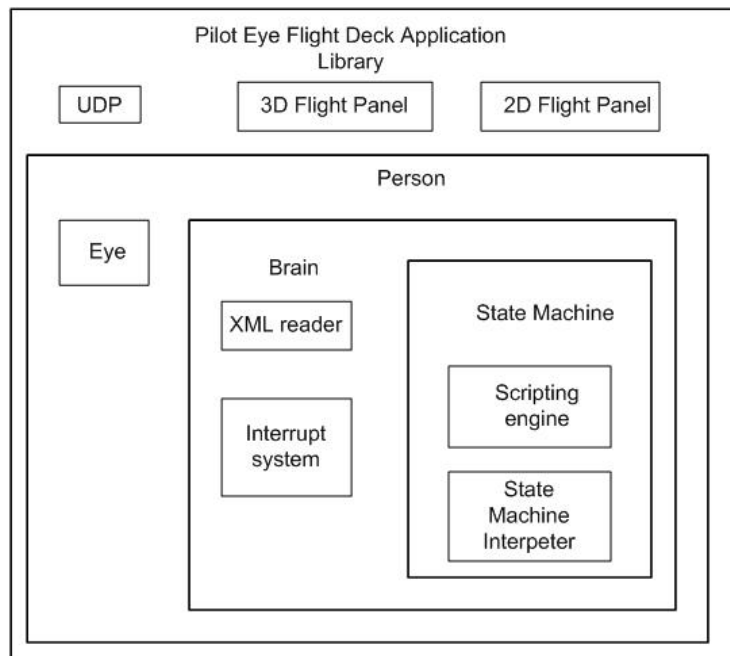 Pilot Eye Flight Deck Application
Library
UDP
3D Flight Panel
2D Flight Panel
Person
Eye
Brain
XML reader
Interrupt
system
State Machine
Scripting
engine
State
Machine
Interpeter